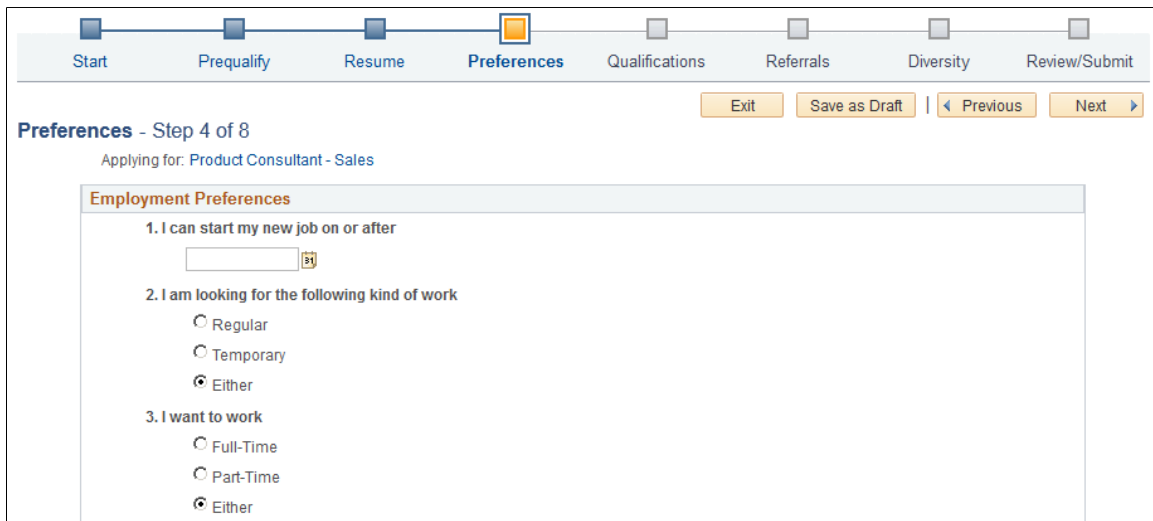 Start Prequalify Resume Preferences Qualifications Referrals Diversity Review/Submit
Exit Save as Draft | Previous Next
Preferences - Step 4 of 8
Applying for: Product Consultant - Sales
Employment Preferences
1. I can start my new job on or after
31
2. I am looking for the following kind of work
Regular
Temporary
Either
3. I want to work
Full-Time
Part-Time
Either